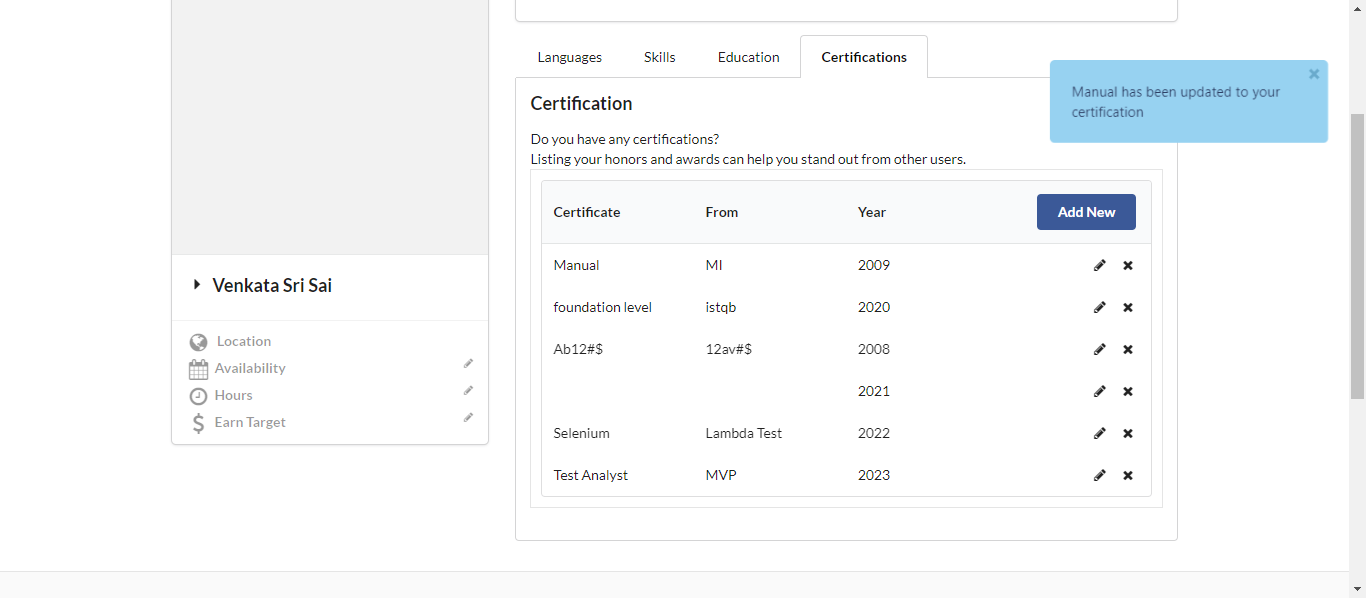 Languages Skills Education Certifications
Manual has been updated to your
certification
Certification
Do you have any certifications?
Listing your honors and awards can help you stand out from other users.
Certificate From Year Add New
Manual MI 2009
foundation level istqb 2020
Ab12#$ 12av#$ 2008
2021
Selenium Lambda Test 2022
Test Analyst MVP 2023
Venkata Sri Sai
Location
Availability
Hours
Earn Target